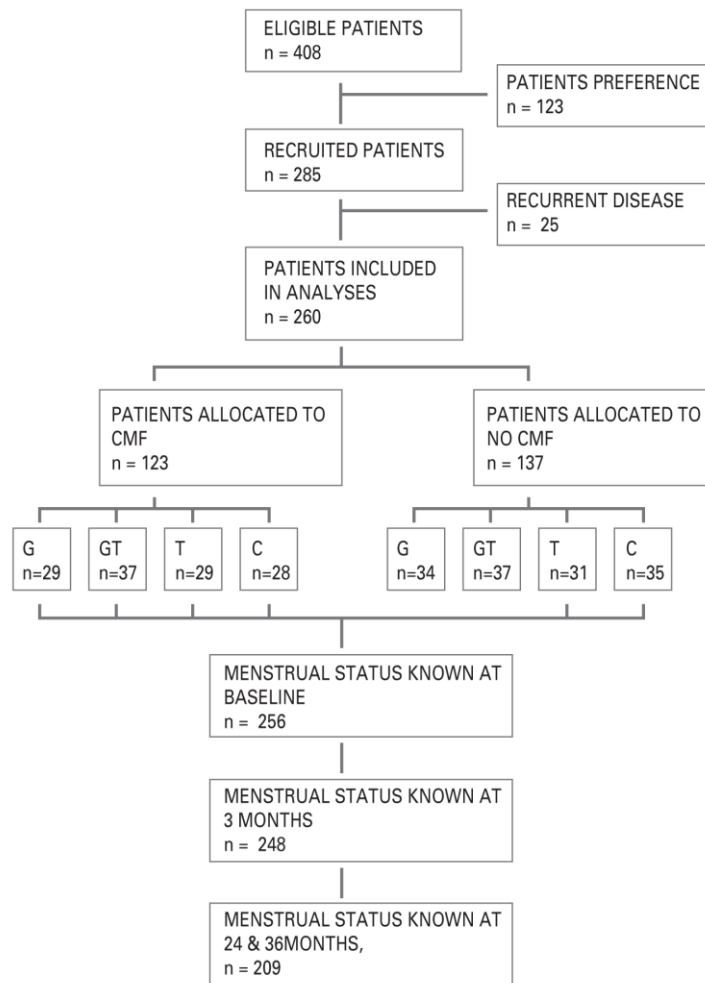 ELIGIBLE PATIENTS
n = 408
PATIENTS PREFERENCE
n = 123
RECRUITED PATIENTS
n = 285
RECURRENT DISEASE
n = 25
PATIENTS INCLUDED
IN ANALYSES
n = 260
PATIENTS ALLOCATED TO
CMF
n = 123
PATIENTS ALLOCATED TO
NO CMF
n = 137
G
n=29
GT
n=37
T
n=29
C
n=28
G
n=34
GT
n=37
T
n=31
C
n=35
MENSTRUAL STATUS KNOWN AT
BASELINE
n = 256
MENSTRUAL STATUS KNOWN AT
3 MONTHS
n = 248
MENSTRUAL STATUS KNOWN AT
24 & 36MONTHS,
n = 209